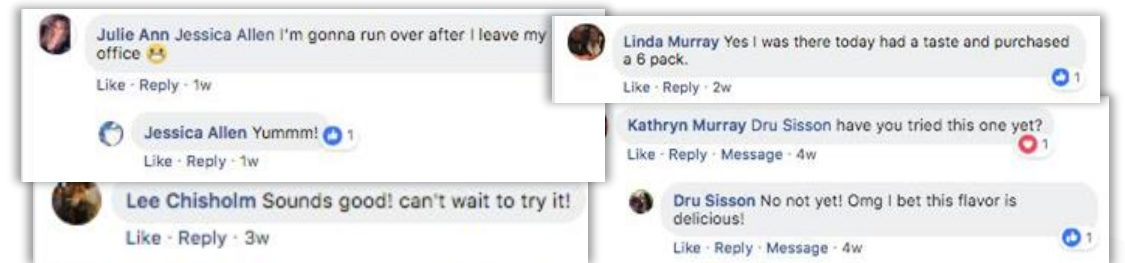 Julie Ann Jessica Allen I'm gonna run over after I leave my
office 😁
Like · Reply · 1w
Jessica Allen Yummm! 1
Like · Reply · 1w
Lee Chisholm Sounds good! can't wait to try it!
Like · Reply · 3w
Linda Murray Yes I was there today had a taste and purchased
a 6 pack.
1
Like · Reply · 2w
Kathryn Murray Dru Sisson have you tried this one yet?
1
Like · Reply · Message · 4w
Dru Sisson No not yet! Omg I bet this flavor is
delicious!
1
Like · Reply · Message · 4w